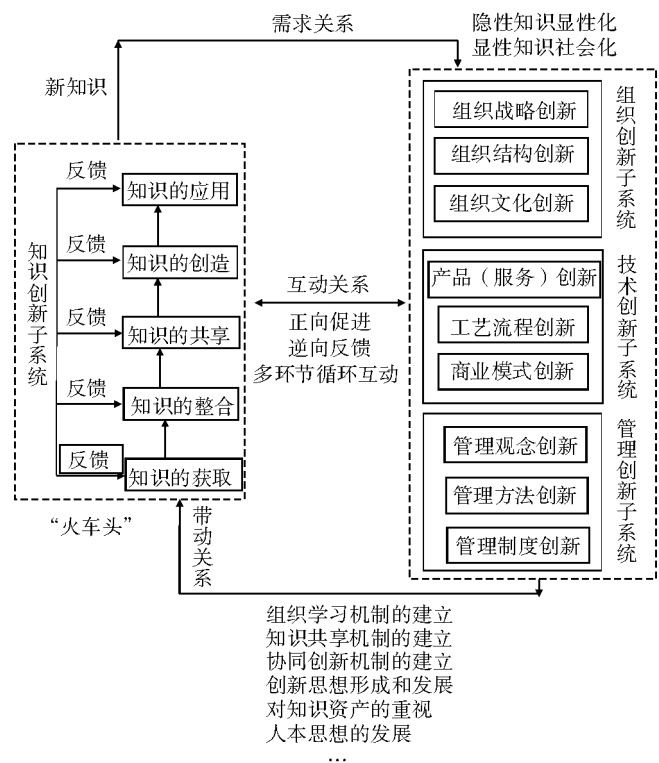 需求关系
隐性知识显性化
显性知识社会化
新知识
知识创新子系统
反馈
知识的应用
反馈
知识的创造
反馈
知识的共享
反馈
知识的整合
反馈
知识的获取
“火车头”
互动关系
正向促进
逆向反馈
多环节循环互动
组织战略创新
组织结构创新
组织文化创新
组织创新子系统
产品（服务）创新
工艺流程创新
商业模式创新
技术创新子系统
管理观念创新
管理方法创新
管理制度创新
管理创新子系统
带动关系
组织学习机制的建立
知识共享机制的建立
协同创新机制的建立
创新思想形成和发展
对知识资产的重视
人本思想的发展
…